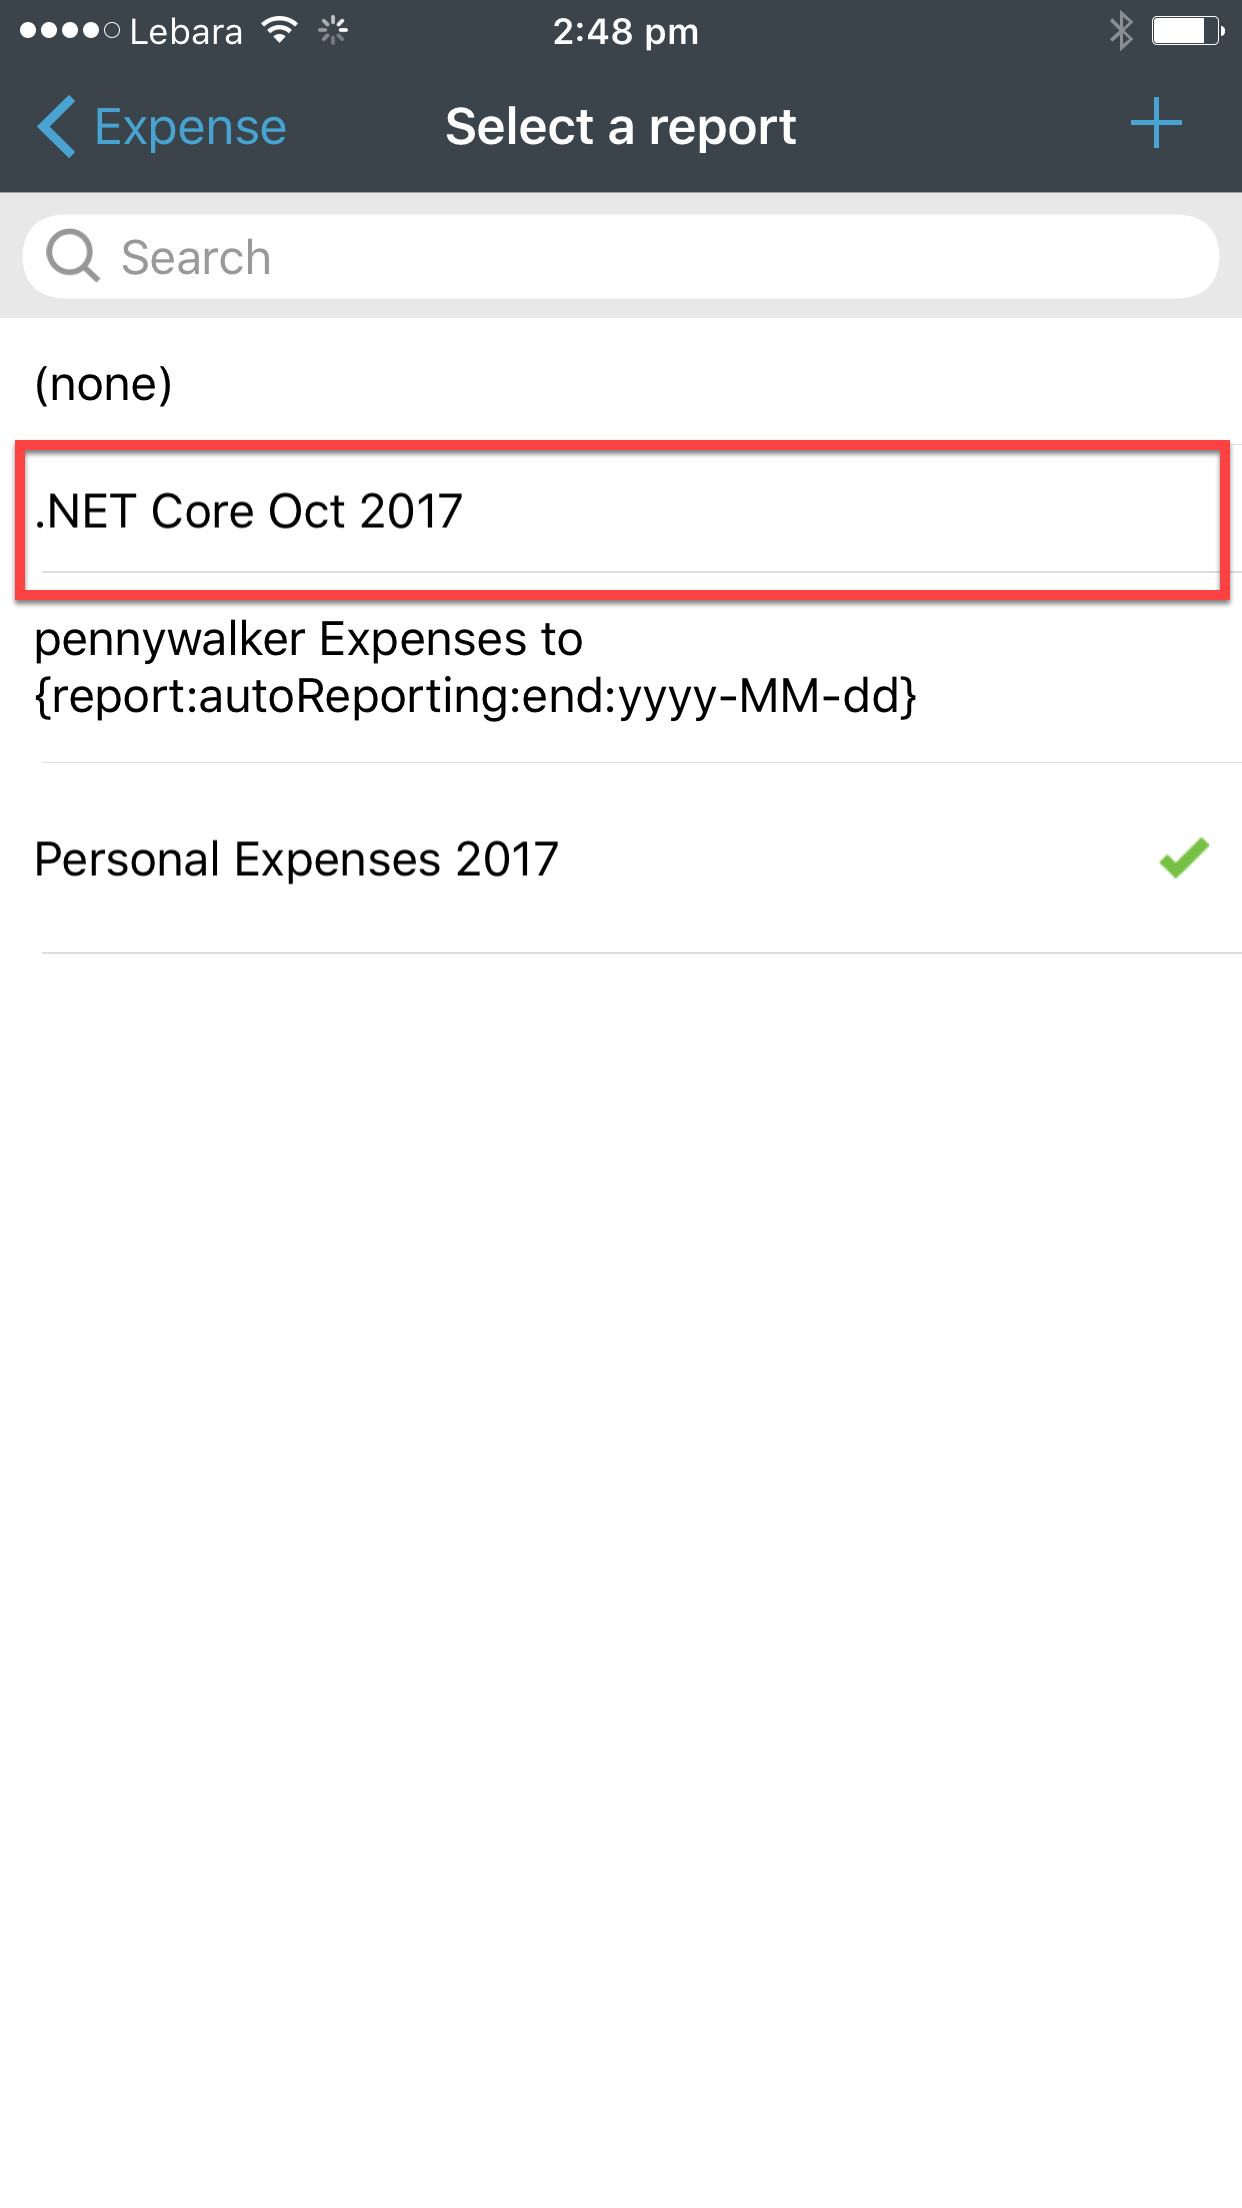 Lebara
2:48 pm
Expense
Select a report
Search
(none)
.NET Core Oct 2017
pennywalker Expenses to
{report:autoReporting:end:yyyy-MM-dd}
Personal Expenses 2017